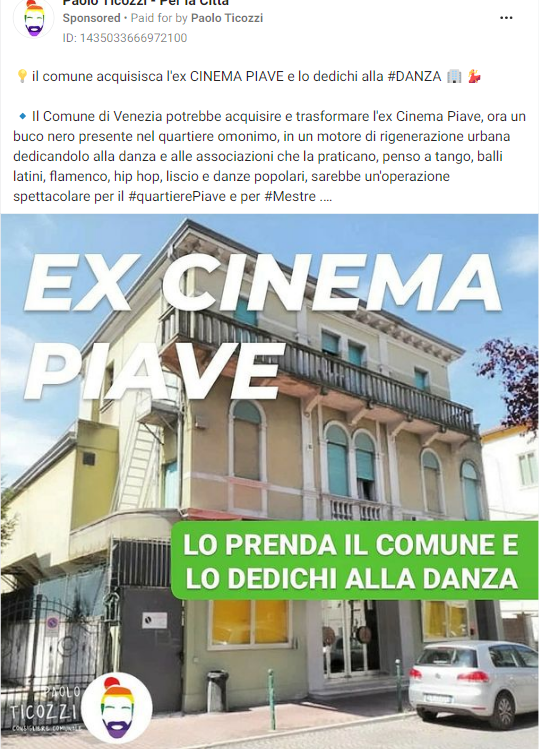 Paolo Ticozzi - Per la Città
Sponsored • Paid for by Paolo Ticozzi
ID: 1435033666972100
💡 il comune acquisisca l'ex CINEMA PIAVE e lo dedichi alla #DANZA 🏢 💃
🔹 Il Comune di Venezia potrebbe acquisire e trasformare l'ex Cinema Piave, ora un
buco nero presente nel quartiere omonimo, in un motore di rigenerazione urbana
dedicandolo alla danza e alle associazioni che la praticano, penso a tango, balli
latini, flamenco, hip hop, liscio e danze popolari, sarebbe un'operazione
spettacolare per il #quartierePiave e per #Mestre ....
EX CINEMA
PIAVE
LO PRENDA IL COMUNE E
LO DEDICHI ALLA DANZA
PAOLO
TICOZZI
CONSIGLIERE COMUNALE